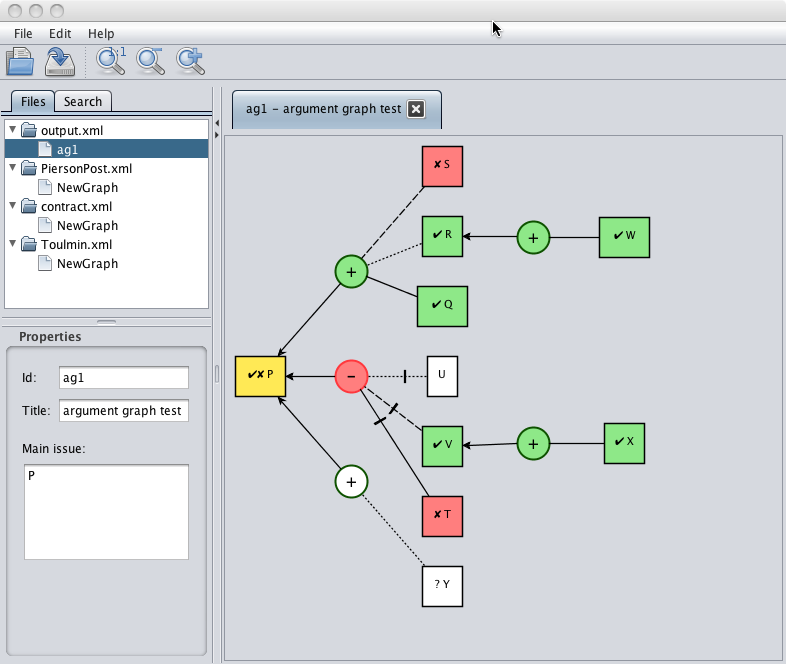 File Edit Help
1:1
Files Search
ag1 – argument graph test
output.xml
ag1
PiersonPost.xml
NewGraph
contract.xml
NewGraph
Toulmin.xml
NewGraph
Properties
Id: ag1
Title: argument graph test
Main issue:
P
✘ S
✔ R
+
✔ W
+
✔ Q
✔✘ P
–
U
✔ V
+
✔ X
+
✘ T
? Y